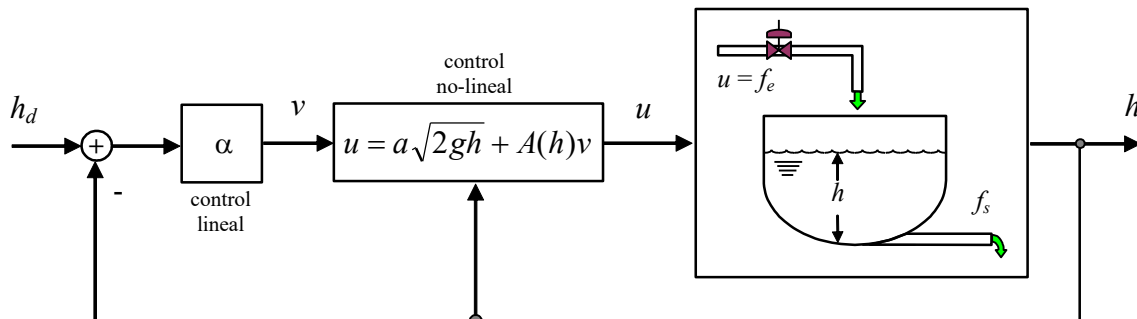 control
no-lineal
u = f_e
h_d
v
u
h
+
α
u = a√2gh + A(h)v
-
control
lineal
h
f_s